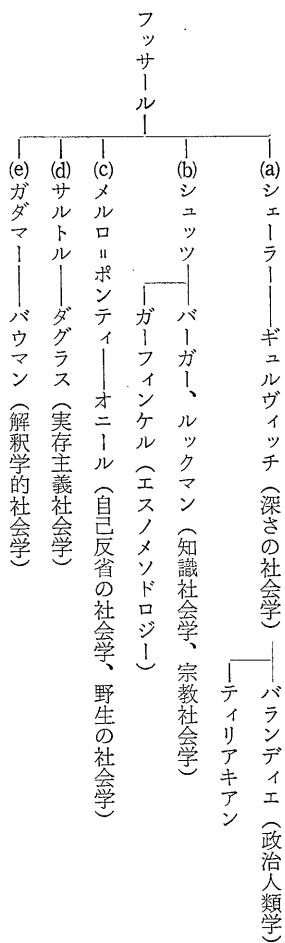 フッサール
(a)シェーラー──ギュルヴィッチ（深さの社会学）──バランディエ（政治人類学）
ティリアキアン
(b)シュッツ──バーガー、ルックマン（知識社会学、宗教社会学）
ガーフィンケル（エスノメソドロジー）
(c)メルロ＝ポンティ──オニール（自己反省の社会学、野生の社会学）
(d)サルトル──ダグラス（実存主義社会学）
(e)ガダマー──バウマン（解釈学的社会学）